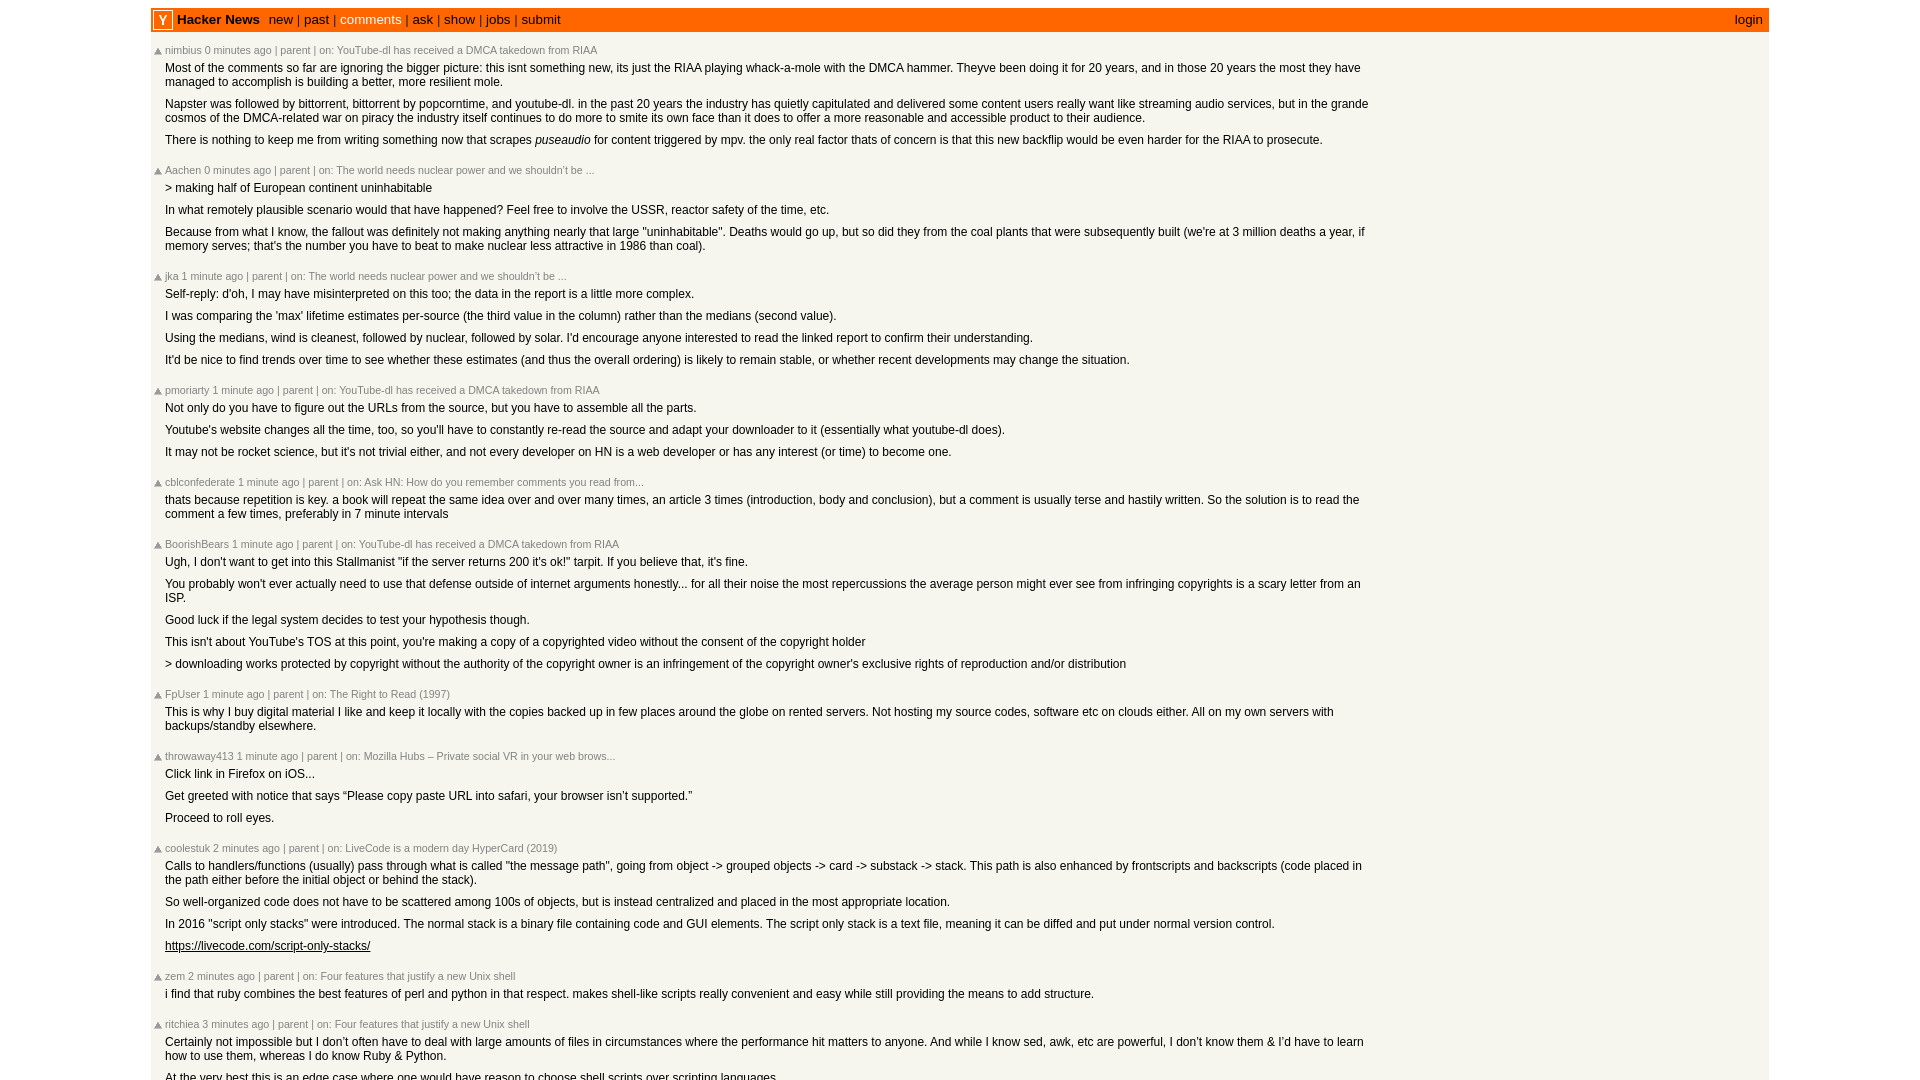 Y Hacker News new | past | comments | ask | show | jobs | submit login
nimbius 0 minutes ago | parent | on: YouTube-dl has received a DMCA takedown from RIAA
Most of the comments so far are ignoring the bigger picture: this isnt something new, its just the RIAA playing whack-a-mole with the DMCA hammer. Theyve been doing it for 20 years, and in those 20 years the most they have
managed to accomplish is building a better, more resilient mole.
Napster was followed by bittorrent, bittorrent by popcorntime, and youtube-dl. in the past 20 years the industry has quietly capitulated and delivered some content users really want like streaming audio services, but in the grande
cosmos of the DMCA-related war on piracy the industry itself continues to do more to smite its own face than it does to offer a more reasonable and accessible product to their audience.
There is nothing to keep me from writing something now that scrapes puseaudio for content triggered by mpv. the only real factor thats of concern is that this new backflip would be even harder for the RIAA to prosecute.
Aachen 0 minutes ago | parent | on: The world needs nuclear power and we shouldn't be ...
> making half of European continent uninhabitable
In what remotely plausible scenario would that have happened? Feel free to involve the USSR, reactor safety of the time, etc.
Because from what I know, the fallout was definitely not making anything nearly that large "uninhabitable". Deaths would go up, but so did they from the coal plants that were subsequently built (we're at 3 million deaths a year, if
memory serves; that's the number you have to beat to make nuclear less attractive in 1986 than coal).
jka 1 minute ago | parent | on: The world needs nuclear power and we shouldn't be ...
Self-reply: d'oh, I may have misinterpreted on this too; the data in the report is a little more complex.
I was comparing the 'max' lifetime estimates per-source (the third value in the column) rather than the medians (second value).
Using the medians, wind is cleanest, followed by nuclear, followed by solar. I'd encourage anyone interested to read the linked report to confirm their understanding.
It'd be nice to find trends over time to see whether these estimates (and thus the overall ordering) is likely to remain stable, or whether recent developments may change the situation.
pmoriarty 1 minute ago | parent | on: YouTube-dl has received a DMCA takedown from RIAA
Not only do you have to figure out the URLs from the source, but you have to assemble all the parts.
Youtube's website changes all the time, too, so you'll have to constantly re-read the source and adapt your downloader to it (essentially what youtube-dl does).
It may not be rocket science, but it's not trivial either, and not every developer on HN is a web developer or has any interest (or time) to become one.
cblconfederate 1 minute ago | parent | on: Ask HN: How do you remember comments you read from...
thats because repetition is key. a book will repeat the same idea over and over many times, an article 3 times (introduction, body and conclusion), but a comment is usually terse and hastily written. So the solution is to read the
comment a few times, preferably in 7 minute intervals
BoorishBears 1 minute ago | parent | on: YouTube-dl has received a DMCA takedown from RIAA
Ugh, I don't want to get into this Stallmanist "if the server returns 200 it's ok!" tarpit. If you believe that, it's fine.
You probably won't ever actually need to use that defense outside of internet arguments honestly... for all their noise the most repercussions the average person might ever see from infringing copyrights is a scary letter from an
ISP.
Good luck if the legal system decides to test your hypothesis though.
This isn't about YouTube's TOS at this point, you're making a copy of a copyrighted video without the consent of the copyright holder
> downloading works protected by copyright without the authority of the copyright owner is an infringement of the copyright owner's exclusive rights of reproduction and/or distribution
FpUser 1 minute ago | parent | on: The Right to Read (1997)
This is why I buy digital material I like and keep it locally with the copies backed up in few places around the globe on rented servers. Not hosting my source codes, software etc on clouds either. All on my own servers with
backups/standby elsewhere.
throwaway413 1 minute ago | parent | on: Mozilla Hubs – Private social VR in your web brows...
Click link in Firefox on iOS...
Get greeted with notice that says “Please copy paste URL into safari, your browser isn’t supported.”
Proceed to roll eyes.
coolestuk 2 minutes ago | parent | on: LiveCode is a modern day HyperCard (2019)
Calls to handlers/functions (usually) pass through what is called "the message path", going from object -> grouped objects -> card -> substack -> stack. This path is also enhanced by frontscripts and backscripts (code placed in
the path either before the initial object or behind the stack).
So well-organized code does not have to be scattered among 100s of objects, but is instead centralized and placed in the most appropriate location.
In 2016 "script only stacks" were introduced. The normal stack is a binary file containing code and GUI elements. The script only stack is a text file, meaning it can be diffed and put under normal version control.
https://livecode.com/script-only-stacks/
zem 2 minutes ago | parent | on: Four features that justify a new Unix shell
i find that ruby combines the best features of perl and python in that respect. makes shell-like scripts really convenient and easy while still providing the means to add structure.
ritchiea 3 minutes ago | parent | on: Four features that justify a new Unix shell
Certainly not impossible but I don’t often have to deal with large amounts of files in circumstances where the performance hit matters to anyone. And while I know sed, awk, etc are powerful, I don’t know them & I’d have to learn
how to use them, whereas I do know Ruby & Python.
At the very best this is an edge case where one would have reason to choose shell scripts over scripting languages.